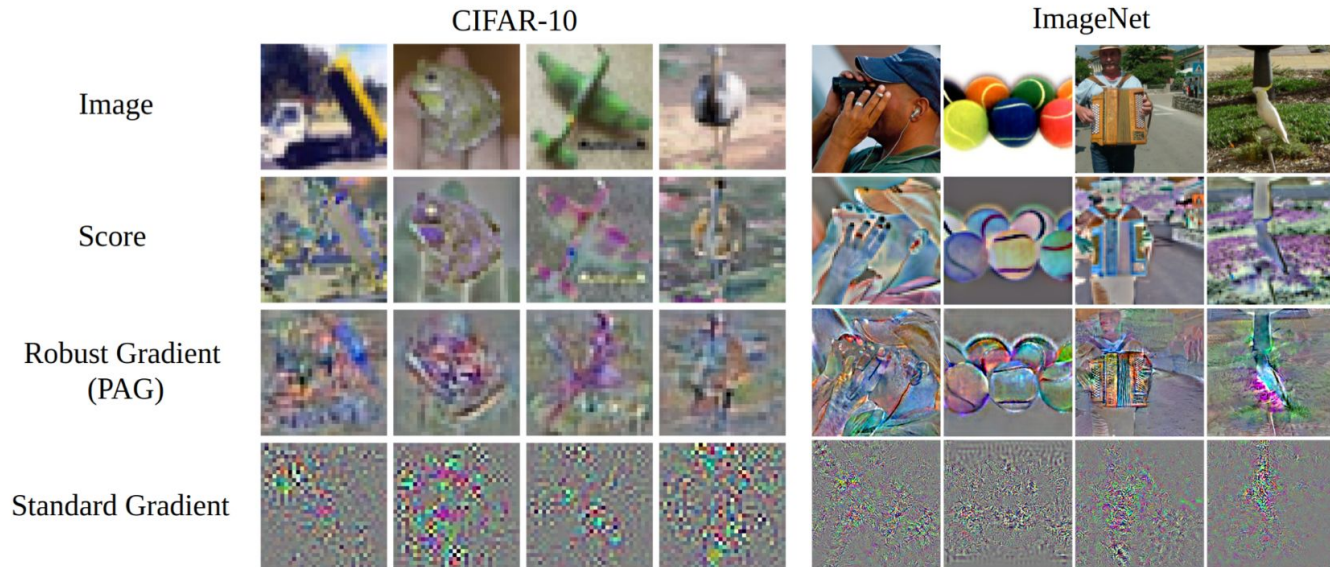 CIFAR-10
ImageNet
Image
Score
Robust Gradient
(PAG)
Standard Gradient